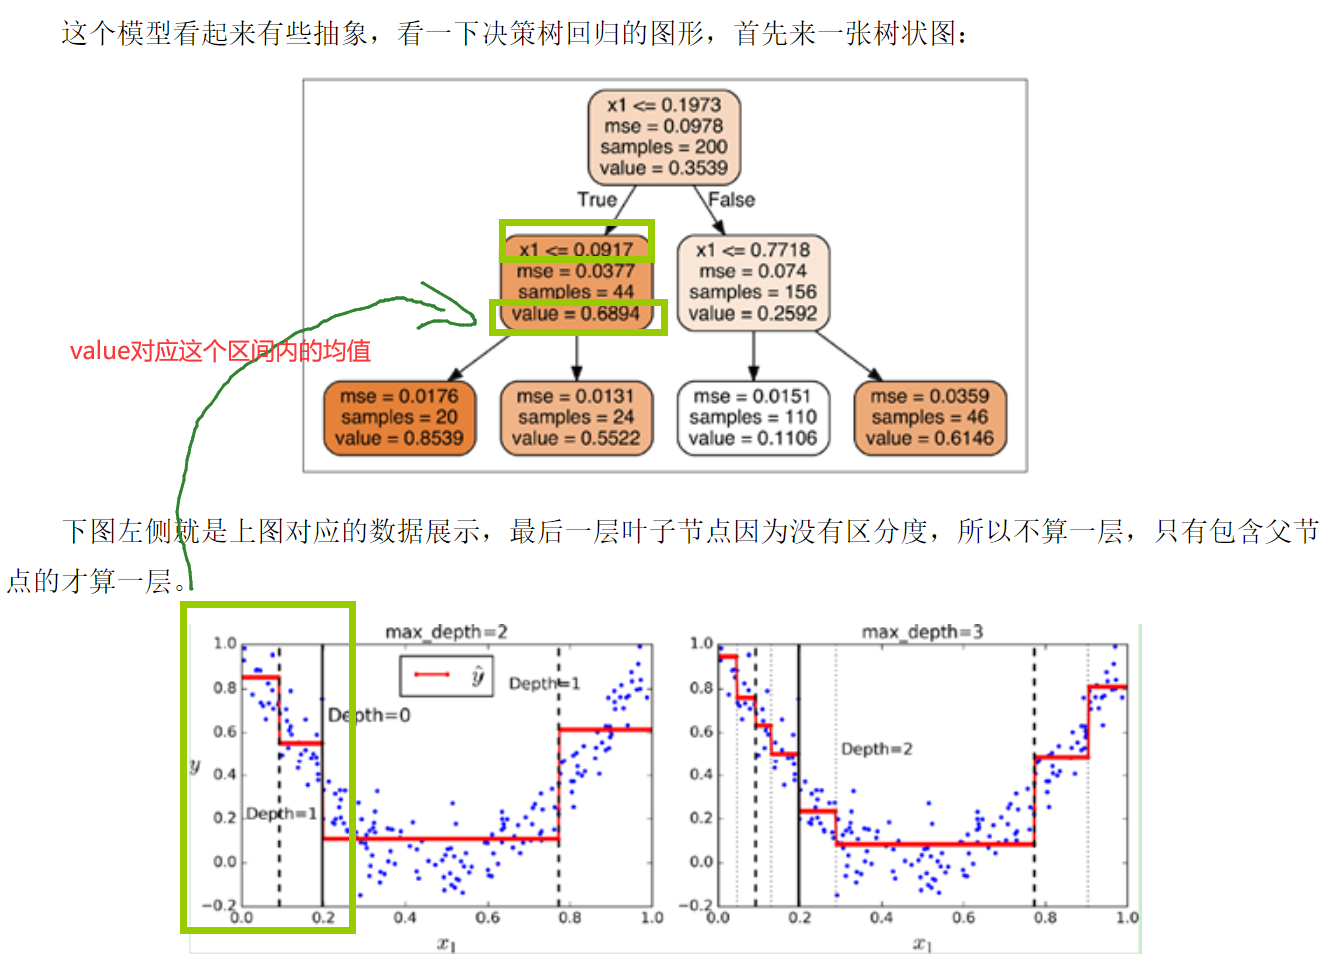 这个模型看起来有些抽象，看一下决策树回归的图形，首先来一张树状图：
x1 <= 0.1973
mse = 0.0978
samples = 200
value = 0.3539
True
False
x1 <= 0.0917
mse = 0.0377
samples = 44
value = 0.6894
x1 <= 0.7718
mse = 0.074
samples = 156
value = 0.2592
value对应这个区间内的均值
mse = 0.0176
samples = 20
value = 0.8539
mse = 0.0131
samples = 24
value = 0.5522
mse = 0.0151
samples = 110
value = 0.1106
mse = 0.0359
samples = 46
value = 0.6146
下图左侧就是上图对应的数据展示，最后一层叶子节点因为没有区分度，所以不算一层，只有包含父节
点的才算一层。
max_depth=2
1.0
0.8
0.6
0.4
0.2
0.0
−0.2
y
ŷ
Depth=1
Depth=0
Depth=1
0.0 0.2 0.4 0.6 0.8 1.0
x₁
max_depth=3
1.0
0.8
0.6
0.4
0.2
0.0
−0.2
Depth=2
0.0 0.2 0.4 0.6 0.8 1.0
x₁